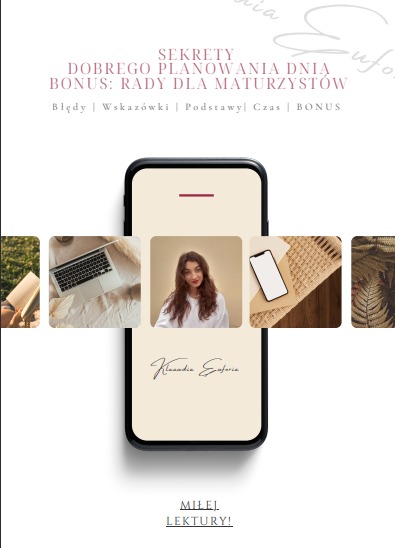 SEKRETY
DOBREGO PLANOWANIA DNIA
BONUS: RADY DLA MATURZYSTÓW
Błędy | Wskazówki | Podstawy| Czas | BONUS
Klaudia Euforia
MIŁEJ
LEKTURY!